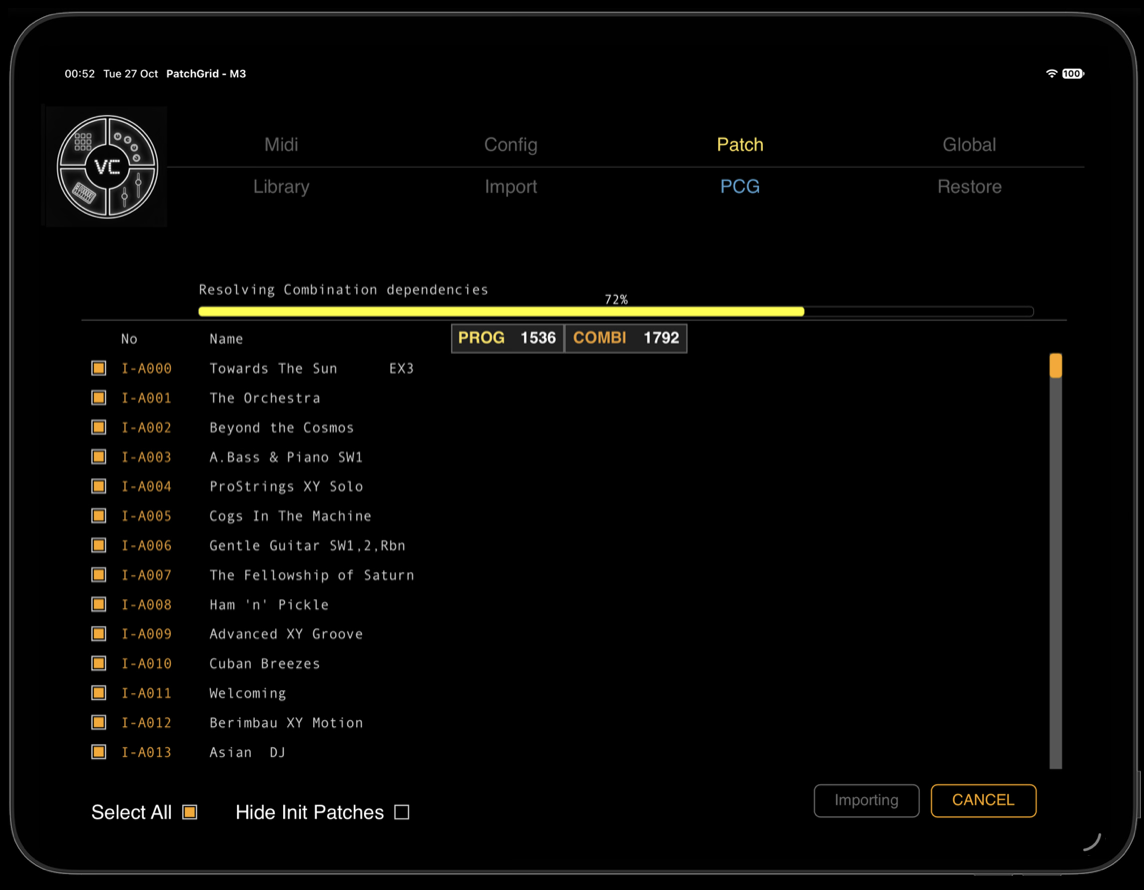 00:52 Tue 27 Oct PatchGrid - M3 100
VC
Midi Config Patch Global
Library Import PCG Restore
Resolving Combination dependencies
72%
No Name PROG 1536 COMBI 1792
I-A000 Towards The Sun EX3
I-A001 The Orchestra
I-A002 Beyond the Cosmos
I-A003 A.Bass & Piano SW1
I-A004 ProStrings XY Solo
I-A005 Cogs In The Machine
I-A006 Gentle Guitar SW1,2,Rbn
I-A007 The Fellowship of Saturn
I-A008 Ham 'n' Pickle
I-A009 Advanced XY Groove
I-A010 Cuban Breezes
I-A011 Welcoming
I-A012 Berimbau XY Motion
I-A013 Asian DJ
Select All Hide Init Patches Importing CANCEL